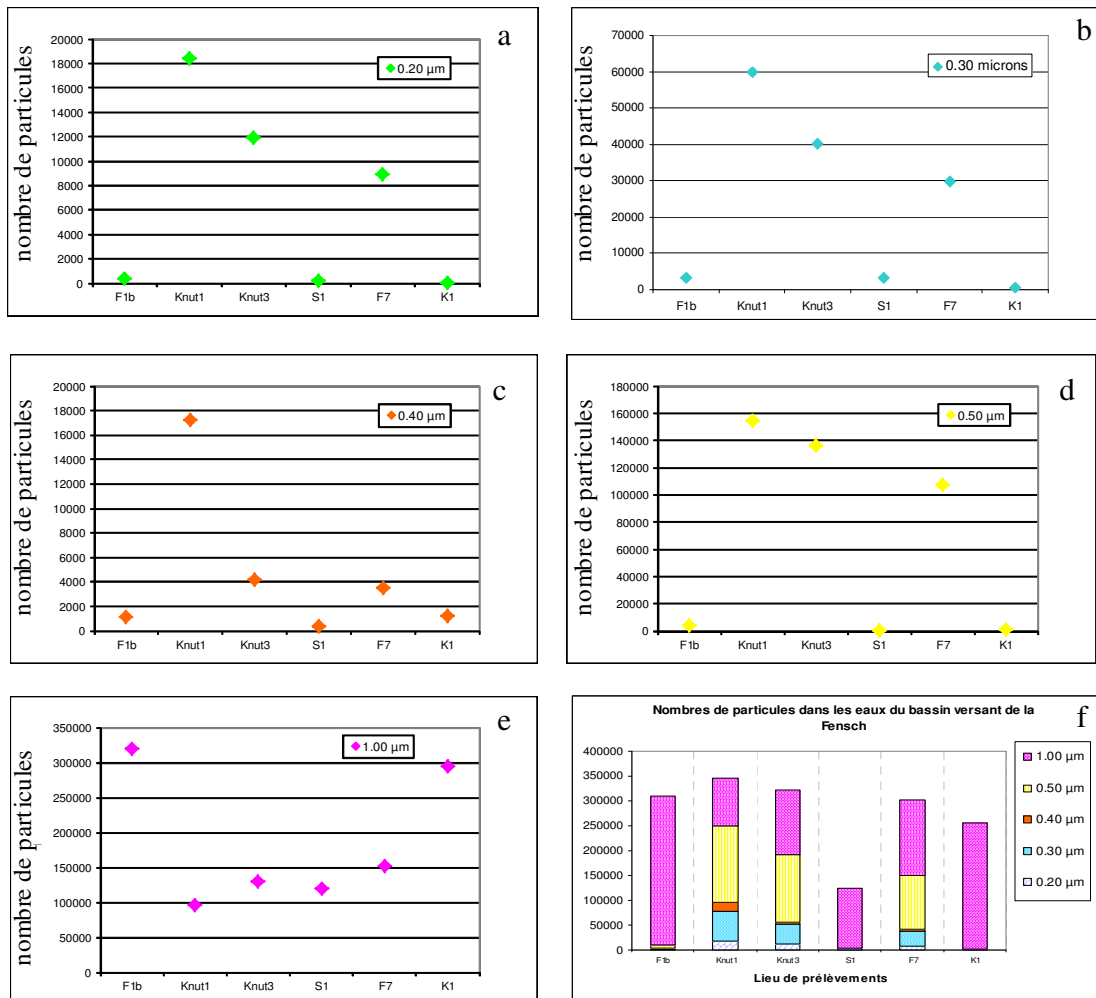 a
nombre de particules
20000
18000
16000
14000
12000
10000
8000
6000
4000
2000
0
0.20 µm
F1b Knut1 Knut3 S1 F7 K1
b
nombre de particules
70000
60000
50000
40000
30000
20000
10000
0
0.30 microns
F1b Knut1 Knut3 S1 F7 K1
c
nombre de particules
20000
18000
16000
14000
12000
10000
8000
6000
4000
2000
0
0.40 µm
F1b Knut1 Knut3 S1 F7 K1
d
nombre de particules
180000
160000
140000
120000
100000
80000
60000
40000
20000
0
0.50 µm
F1b Knut1 Knut3 S1 F7 K1
e
nombre de particules
350000
300000
250000
200000
150000
100000
50000
0
1.00 µm
F1b Knut1 Knut3 S1 F7 K1
f
Nombres de particules dans les eaux du bassin versant de la
Fensch
400000
350000
300000
250000
200000
150000
100000
50000
0
1.00 µm
0.50 µm
0.40 µm
0.30 µm
0.20 µm
F1b Knut1 Knut3 S1 F7 K1
Lieu de prélèvements